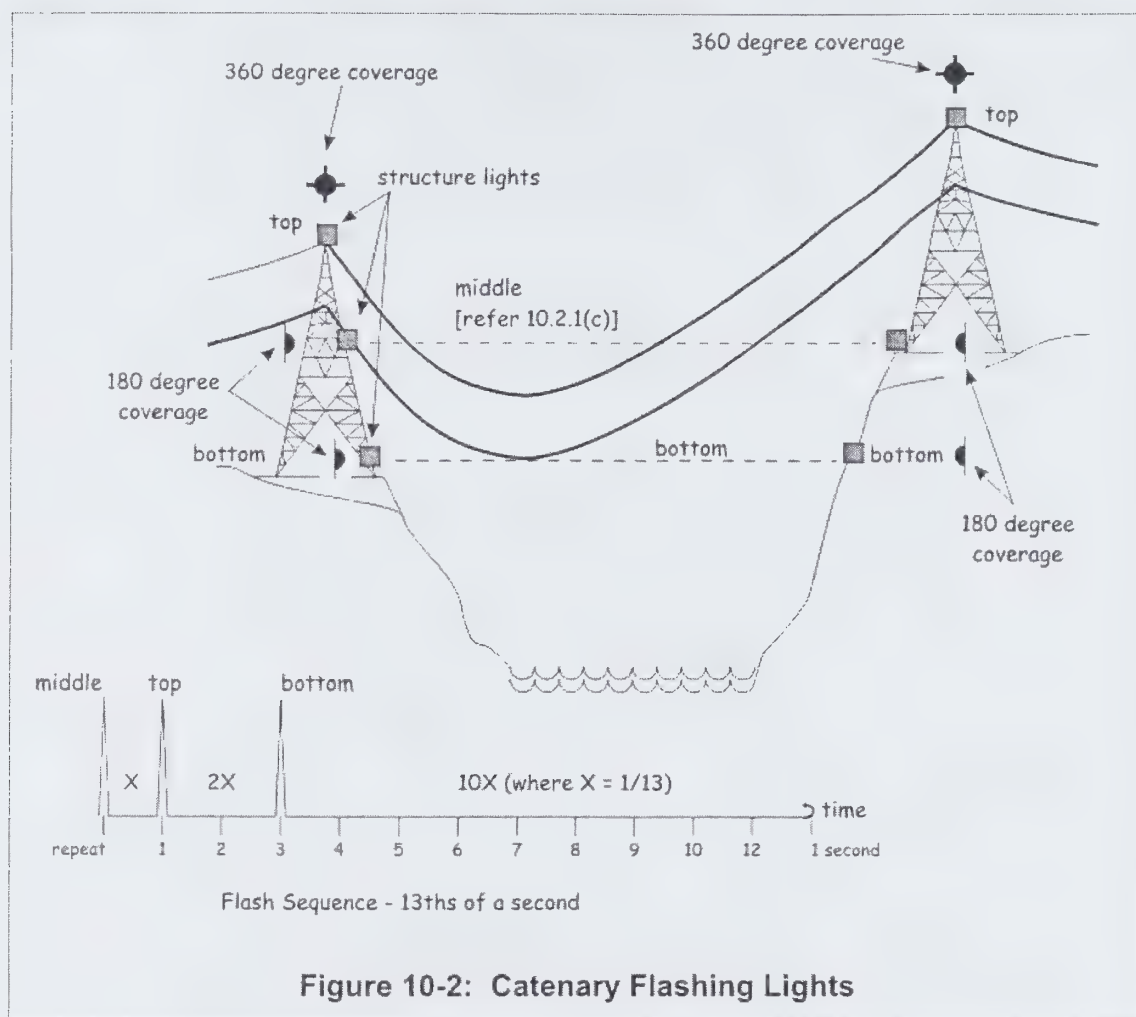 360 degree coverage
360 degree coverage
top
structure lights
top
middle
[refer 10.2.1(c)]
180 degree
coverage
bottom
bottom
bottom
180 degree
coverage
middle
top
bottom
X
2X
10X (where X = 1/13)
time
repeat
1
2
3
4
5
6
7
8
9
10
12
1 second
Flash Sequence - 13ths of a second
Figure 10-2: Catenary Flashing Lights